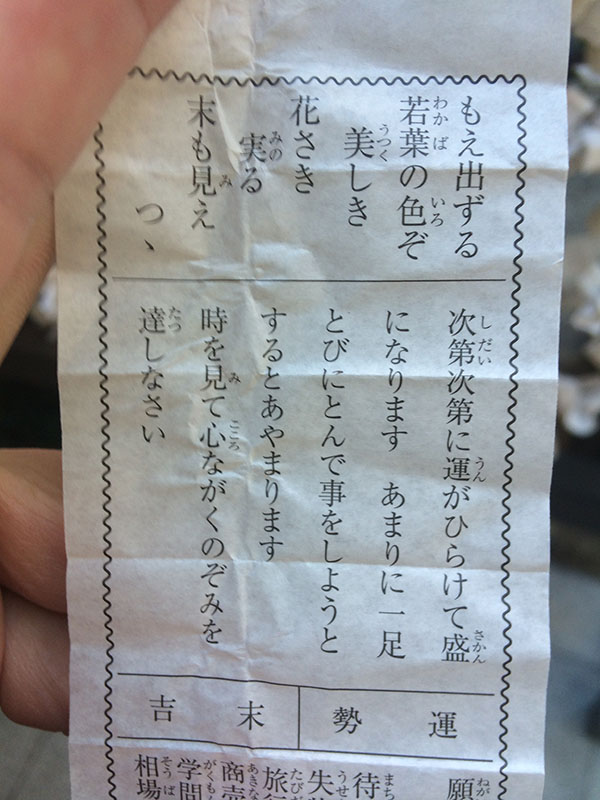 もえ出ずる
若葉の色ぞ
美しき
花さき
実る
末も見え
つゝ
次第次第に運がひらけて盛
になります あまりに一足
とびにとんで事をしようと
するとあやまります
時を見て心ながくのぞみを
達しなさい
運勢
末吉
願
待
失
旅行
商売
学問
相場